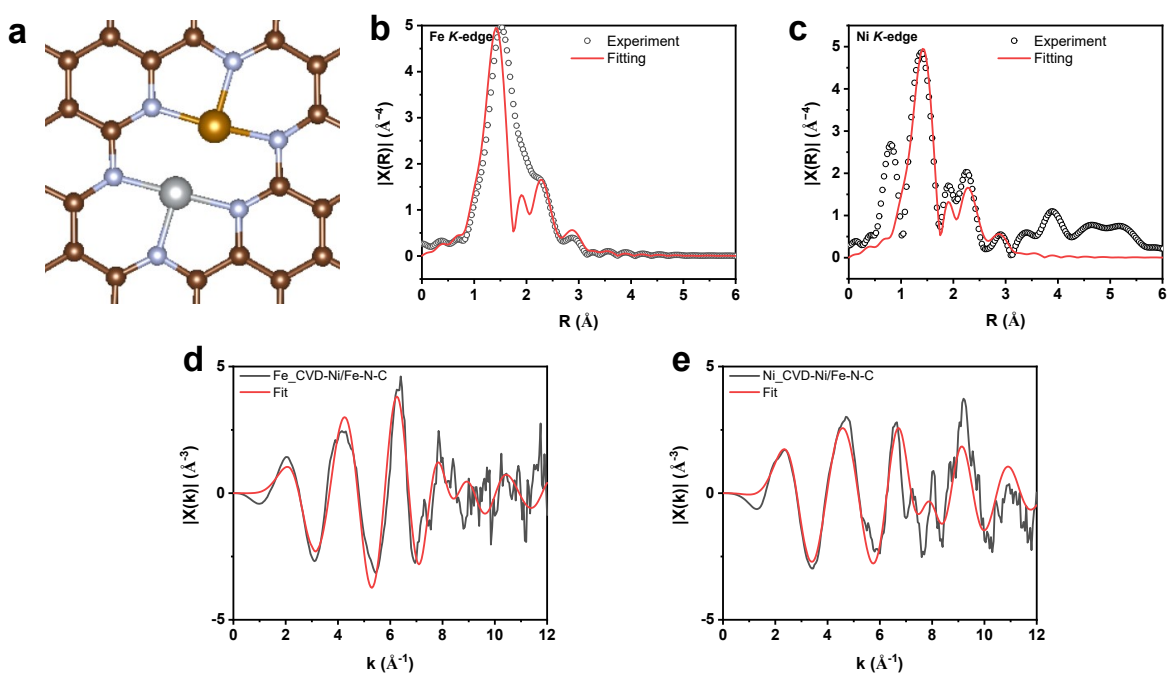 a
b
Fe K-edge
Experiment
Fitting
|X(R)| (Å⁻⁴)
5
4
3
2
1
0
0 1 2 3 4 5 6
R (Å)
c
Ni K-edge
Experiment
Fitting
|X(R)| (Å⁻⁴)
5
4
3
2
1
0
0 1 2 3 4 5 6
R (Å)
d
Fe_CVD-Ni/Fe-N-C
Fit
|X(k)| (Å⁻³)
5
0
-5
0 2 4 6 8 10 12
k (Å⁻¹)
e
Ni_CVD-Ni/Fe-N-C
Fit
|X(k)| (Å⁻³)
5
0
-5
0 2 4 6 8 10 12
k (Å⁻¹)